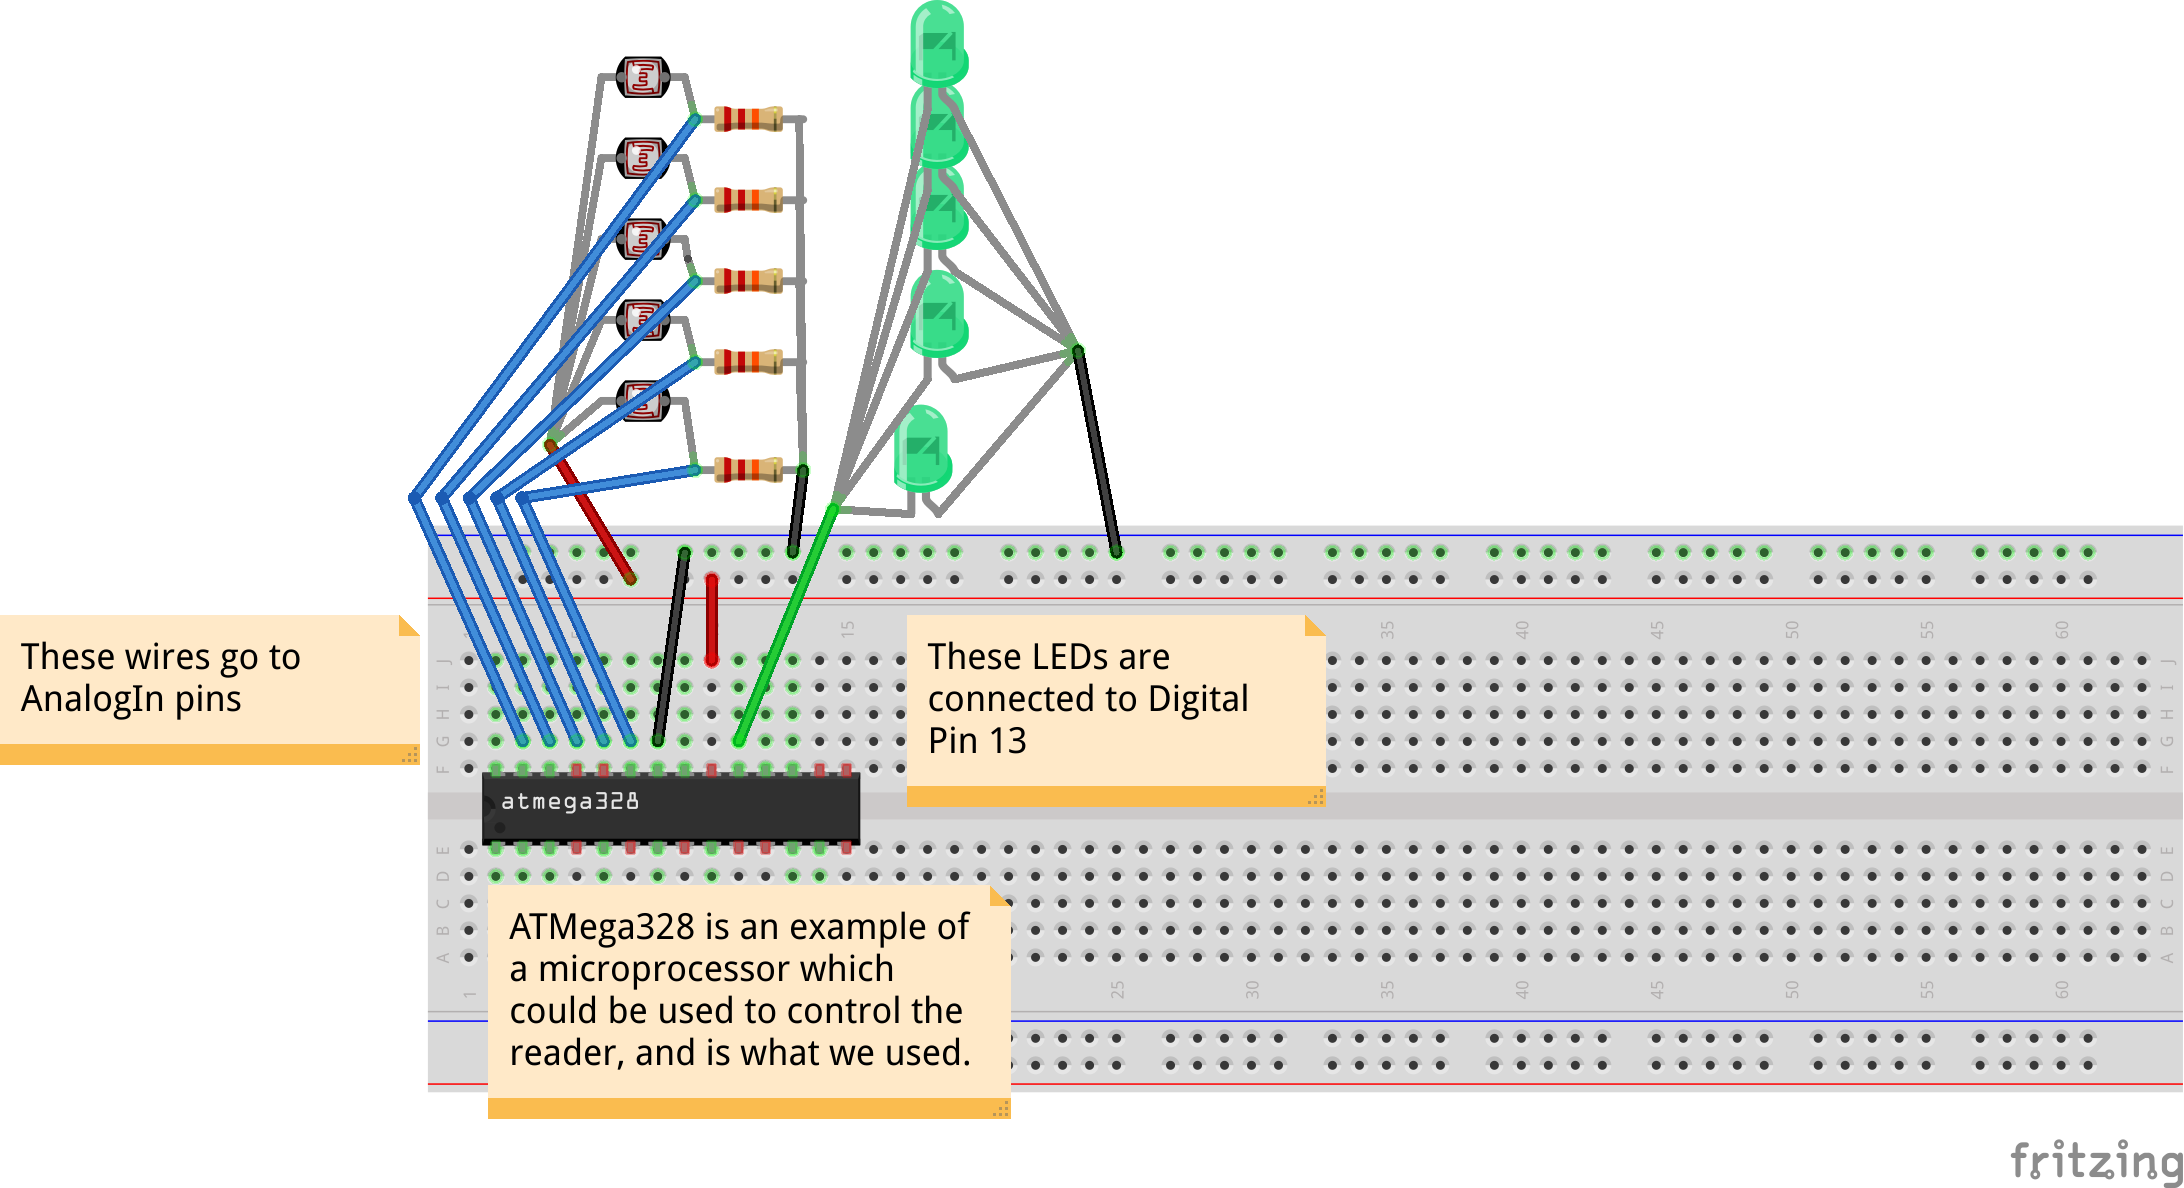 These wires go to
AnalogIn pins
These LEDs are
connected to Digital
Pin 13
15 35 40 45 50 55 60
J J
I I
H H
G G
F F
atmega328
E E
D D
C C
B B
A A
1 25 30 35 40 45 50 55 60
ATMega328 is an example of
a microprocessor which
could be used to control the
reader, and is what we used.
fritzing